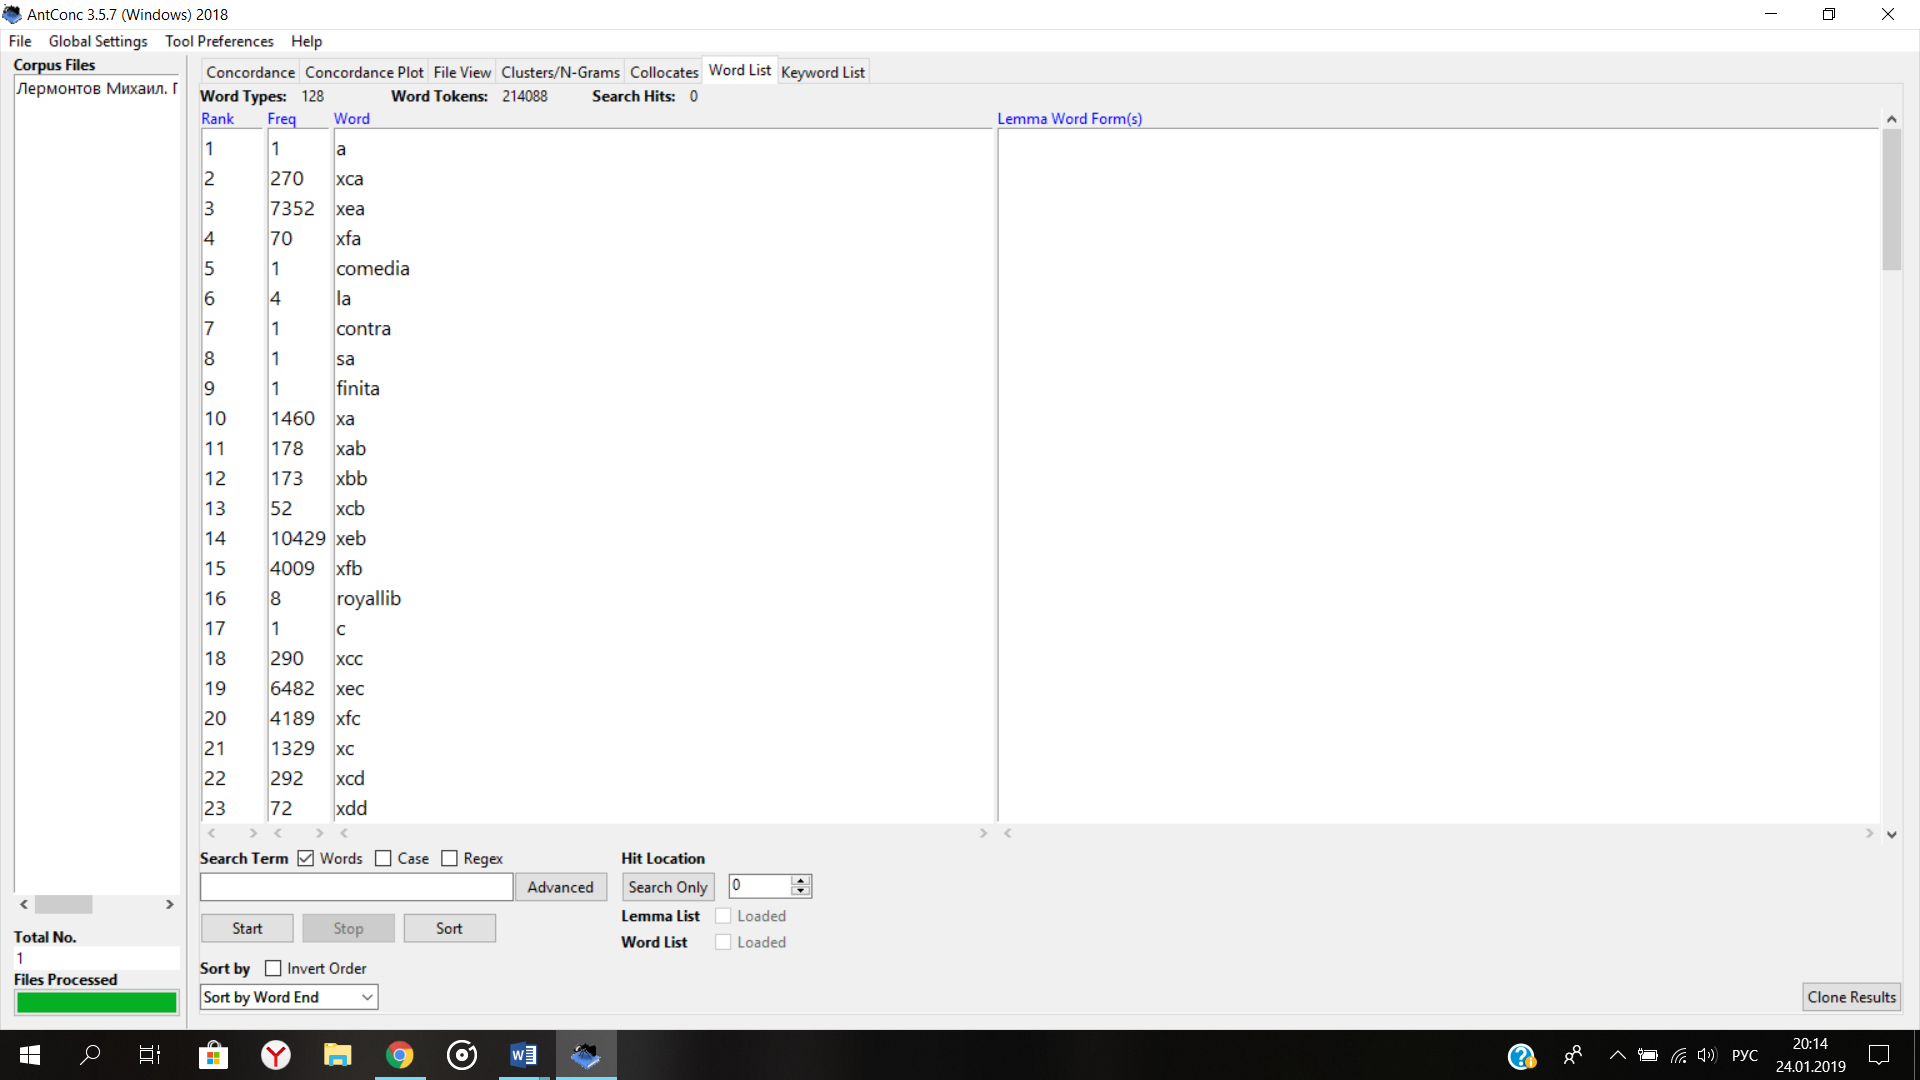 AntConc 3.5.7 (Windows) 2018
File Global Settings Tool Preferences Help
Corpus Files
Лермонтов Михаил. Г
Concordance Concordance Plot File View Clusters/N-Grams Collocates Word List Keyword List
Word Types: 128 Word Tokens: 214088 Search Hits: 0
Rank Freq Word Lemma Word Form(s)
1 1 a
2 270 xca
3 7352 xea
4 70 xfa
5 1 comedia
6 4 la
7 1 contra
8 1 sa
9 1 finita
10 1460 xa
11 178 xab
12 173 xbb
13 52 xcb
14 10429 xeb
15 4009 xfb
16 8 royallib
17 1 c
18 290 xcc
19 6482 xec
20 4189 xfc
21 1329 xc
22 292 xcd
23 72 xdd
Search Term Words Case Regex Hit Location
Advanced Search Only 0
Start Stop Sort
Lemma List Loaded
Word List Loaded
Total No.
1
Files Processed
Sort by Invert Order
Sort by Word End
Clone Results
РУС
20:14
24.01.2019